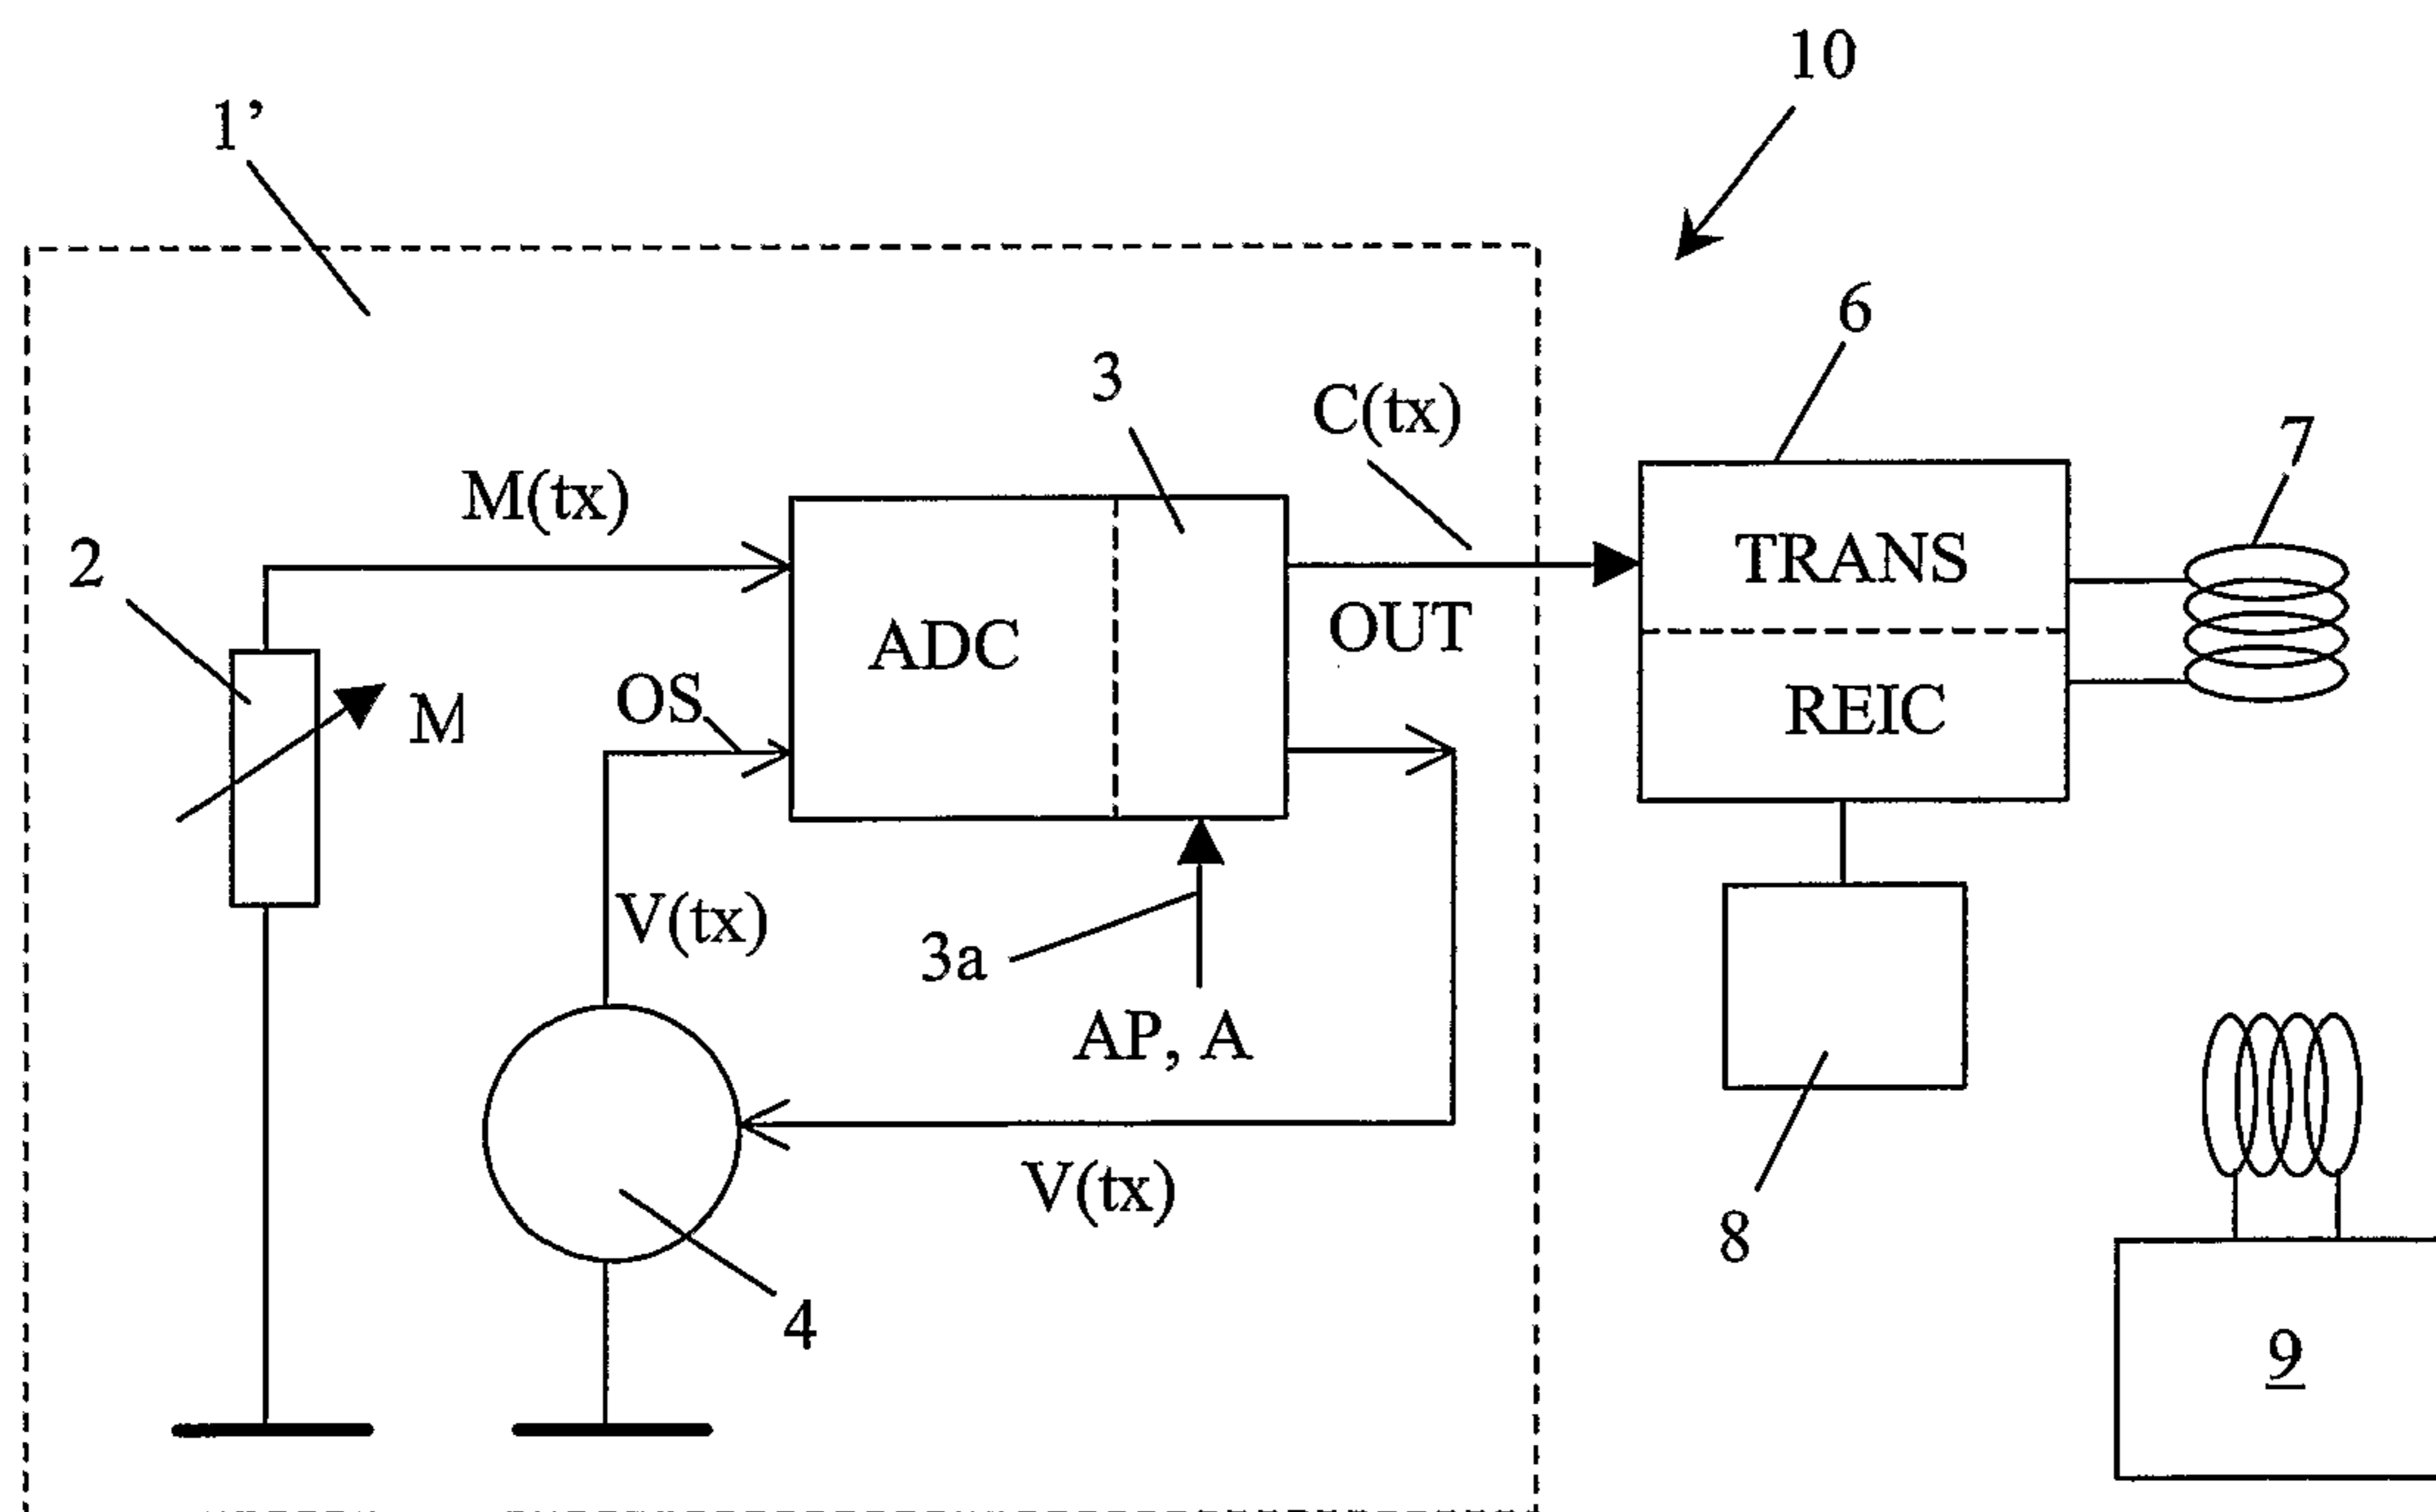 10
1’
6
3
C(tx)
7
M(tx)
2
TRANS
ADC
OUT
OS
M
REIC
V(tx)
3a
AP, A
V(tx)
8
4
9